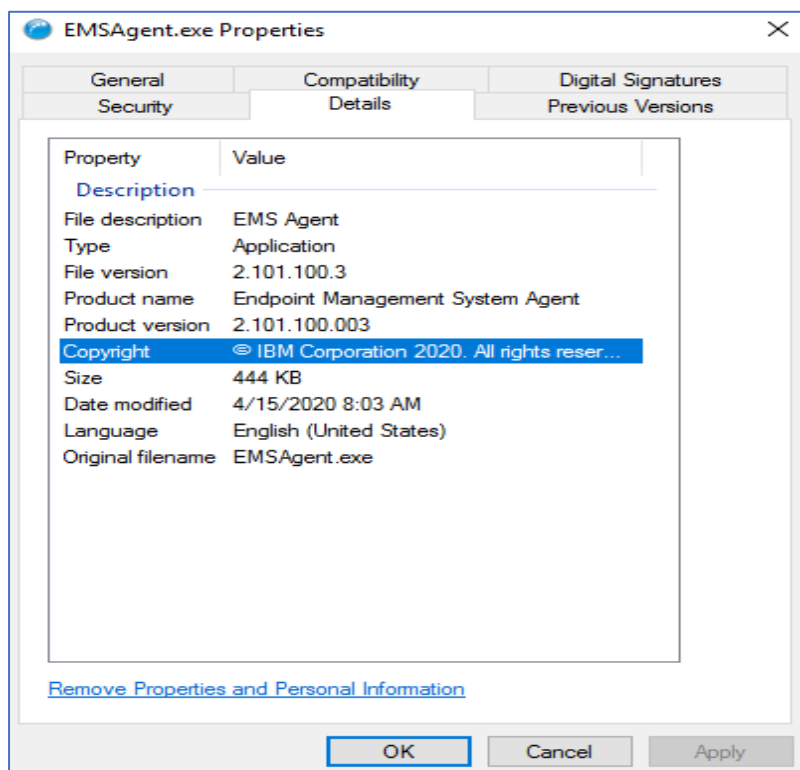 EMSAgent.exe Properties
General Compatibility Digital Signatures
Security Details Previous Versions
Property Value
Description
File description EMS Agent
Type Application
File version 2.101.100.3
Product name Endpoint Management System Agent
Product version 2.101.100.003
Copyright © IBM Corporation 2020. All rights reser...
Size 444 KB
Date modified 4/15/2020 8:03 AM
Language English (United States)
Original filename EMSAgent.exe
Remove Properties and Personal Information
OK Cancel Apply